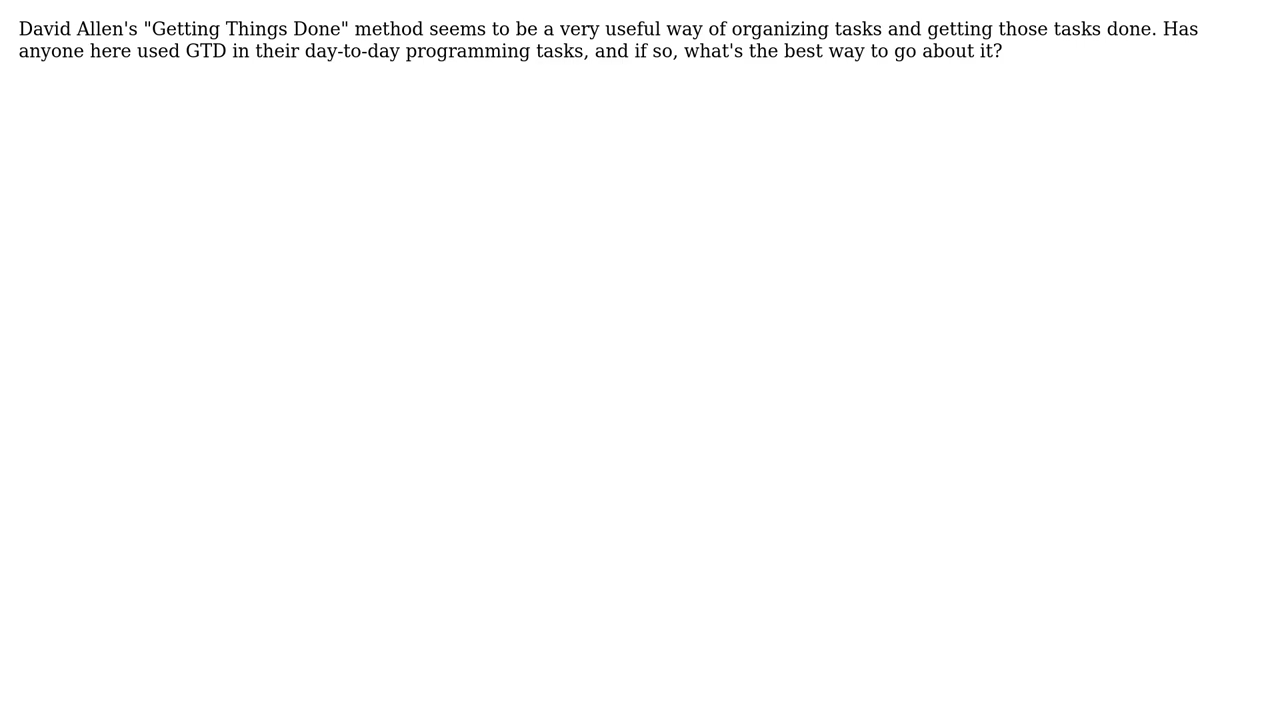 David Allen's "Getting Things Done" method seems to be a very useful way of organizing tasks and getting those tasks done. Has
anyone here used GTD in their day-to-day programming tasks, and if so, what's the best way to go about it?